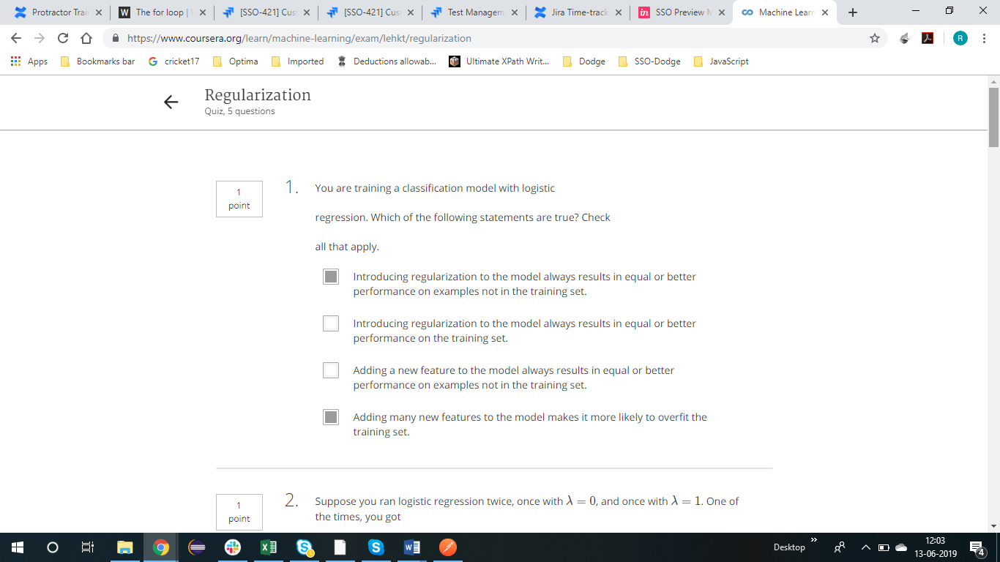 Protractor Trai
The for loop |
[SSO-421] Cus
[SSO-421] Cus
Test Managem
Jira Time-track
SSO Preview
Machine Learn
https://www.coursera.org/learn/machine-learning/exam/lehkt/regularization
R
Apps
Bookmarks bar
cricket17
Optima
Imported
Deductions allowab...
Ultimate XPath Writ...
Dodge
SSO-Dodge
JavaScript
Regularization
Quiz, 5 questions
1
point
1.
You are training a classification model with logistic
regression. Which of the following statements are true? Check
all that apply.
Introducing regularization to the model always results in equal or better
performance on examples not in the training set.
Introducing regularization to the model always results in equal or better
performance on the training set.
Adding a new feature to the model always results in equal or better
performance on examples not in the training set.
Adding many new features to the model makes it more likely to overfit the
training set.
1
point
2.
Suppose you ran logistic regression twice, once with λ = 0, and once with λ = 1. One of
the times, you got
Desktop
12:03
13-06-2019
4